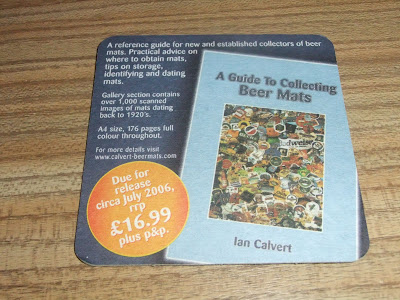 A reference guide for new and established collectors of beer
mats. Practical advice on
where to obtain mats,
tips on storage,
identifying and dating
mats.
Gallery section contains
over 1,000 scanned
images of mats dating
back to 1920's.
A4 size, 176 pages full
colour throughout.
For more details visit
www.calvert-beermats.com
Due for
release
circa July 2006,
rrp
£16.99
plus p&p.
A Guide To Collecting
Beer Mats
Ian Calvert